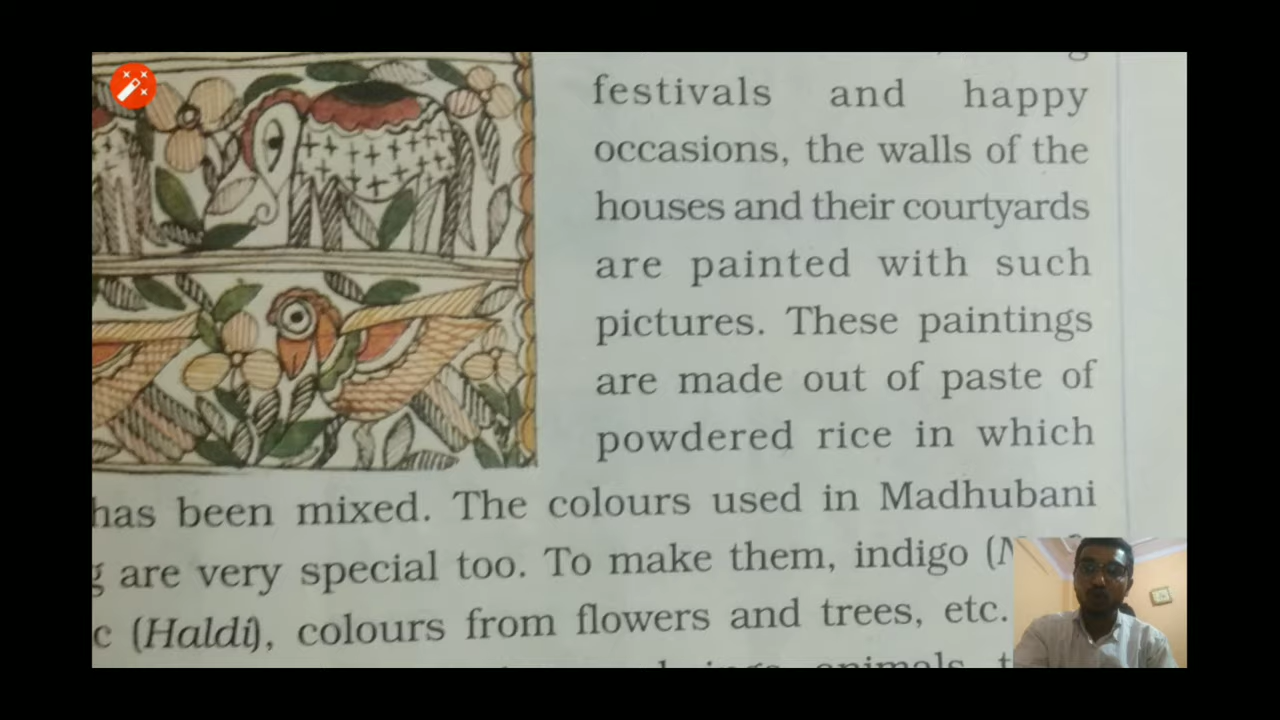 festivals and happy
occasions, the walls of the
houses and their courtyards
are painted with such
pictures. These paintings
are made out of paste of
powdered rice in which
has been mixed. The colours used in Madhubani
are very special too. To make them, indigo
(Haldi), colours from flowers and trees, etc.